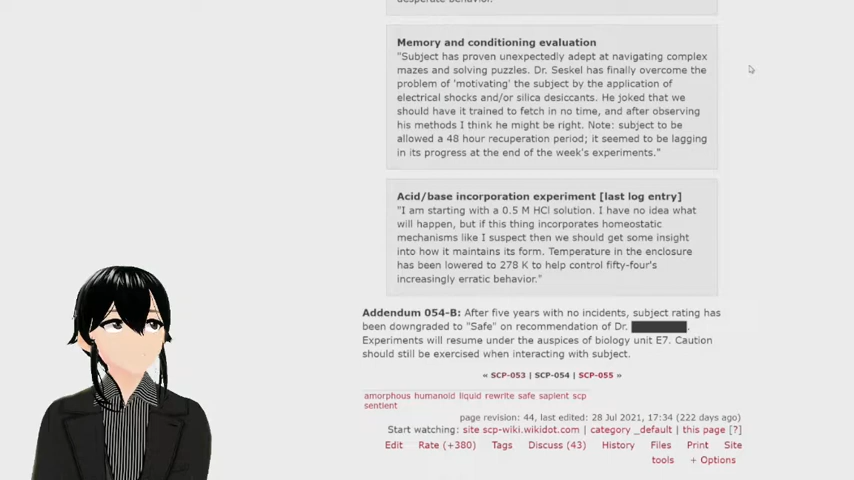 desperate behavior."
Memory and conditioning evaluation
"Subject has proven unexpectedly adept at navigating complex
mazes and solving puzzles. Dr. Seskel has finally overcome the
problem of 'motivating' the subject by the application of
electrical shocks and/or silica desiccants. He joked that we
should have it trained to fetch in no time, and after observing
his methods I think he might be right. Note: subject to be
allowed a 48 hour recuperation period; it seemed to be lagging
in its progress at the end of the week's experiments."
Acid/base incorporation experiment [last log entry]
"I am starting with a 0.5 M HCl solution. I have no idea what
will happen, but if this thing incorporates homeostatic
mechanisms like I suspect then we should get some insight
into how it maintains its form. Temperature in the enclosure
has been lowered to 278 K to help control fifty-four's
increasingly erratic behavior."
Addendum 054-B: After five years with no incidents, subject rating has
been downgraded to "Safe" on recommendation of Dr. ██████.
Experiments will resume under the auspices of biology unit E7. Caution
should still be exercised when interacting with subject.
« SCP-053 | SCP-054 | SCP-055 »
amorphous humanoid liquid rewrite safe sapient scp
sentient
page revision: 44, last edited: 28 Jul 2021, 17:34 (222 days ago)
Start watching: site scp-wiki.wikidot.com | category _default | this page [?]
Edit Rate (+380) Tags Discuss (43) History Files Print Site
tools + Options